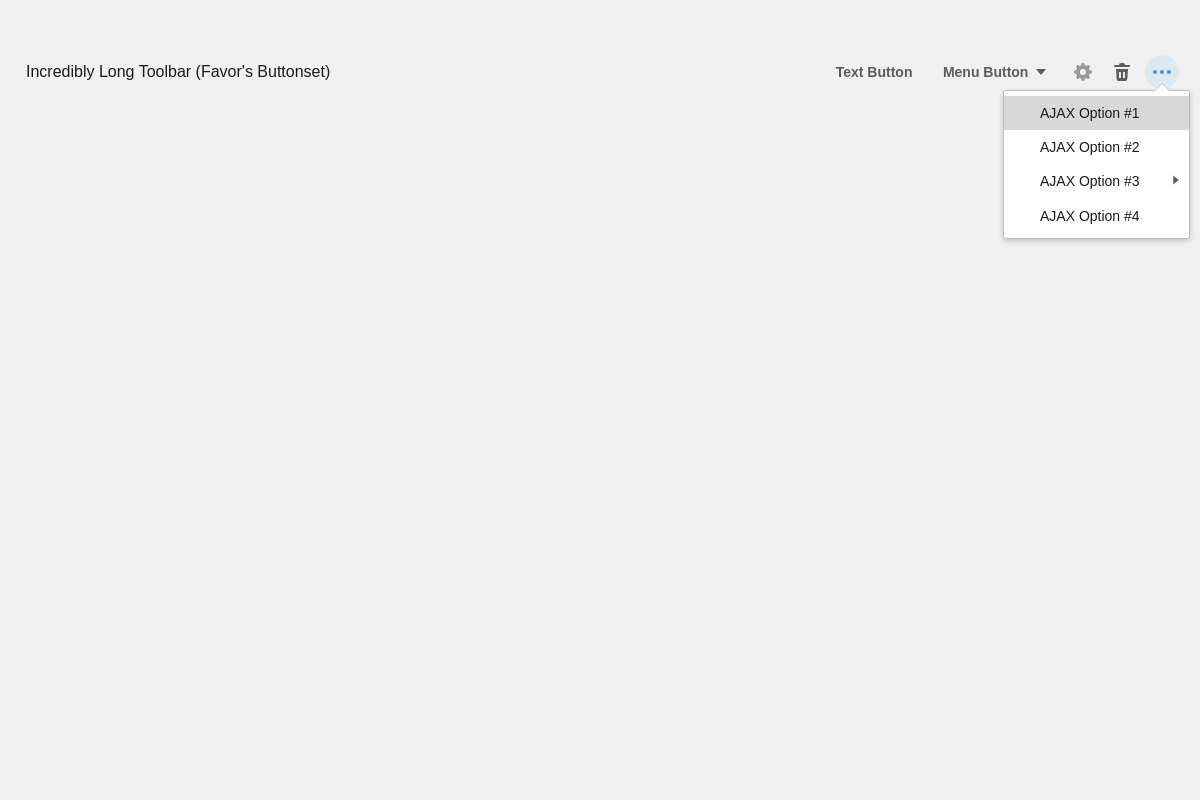 Incredibly Long Toolbar (Favor's Buttonset)
Text Button
Menu Button
AJAX Option #1
AJAX Option #2
AJAX Option #3
AJAX Option #4